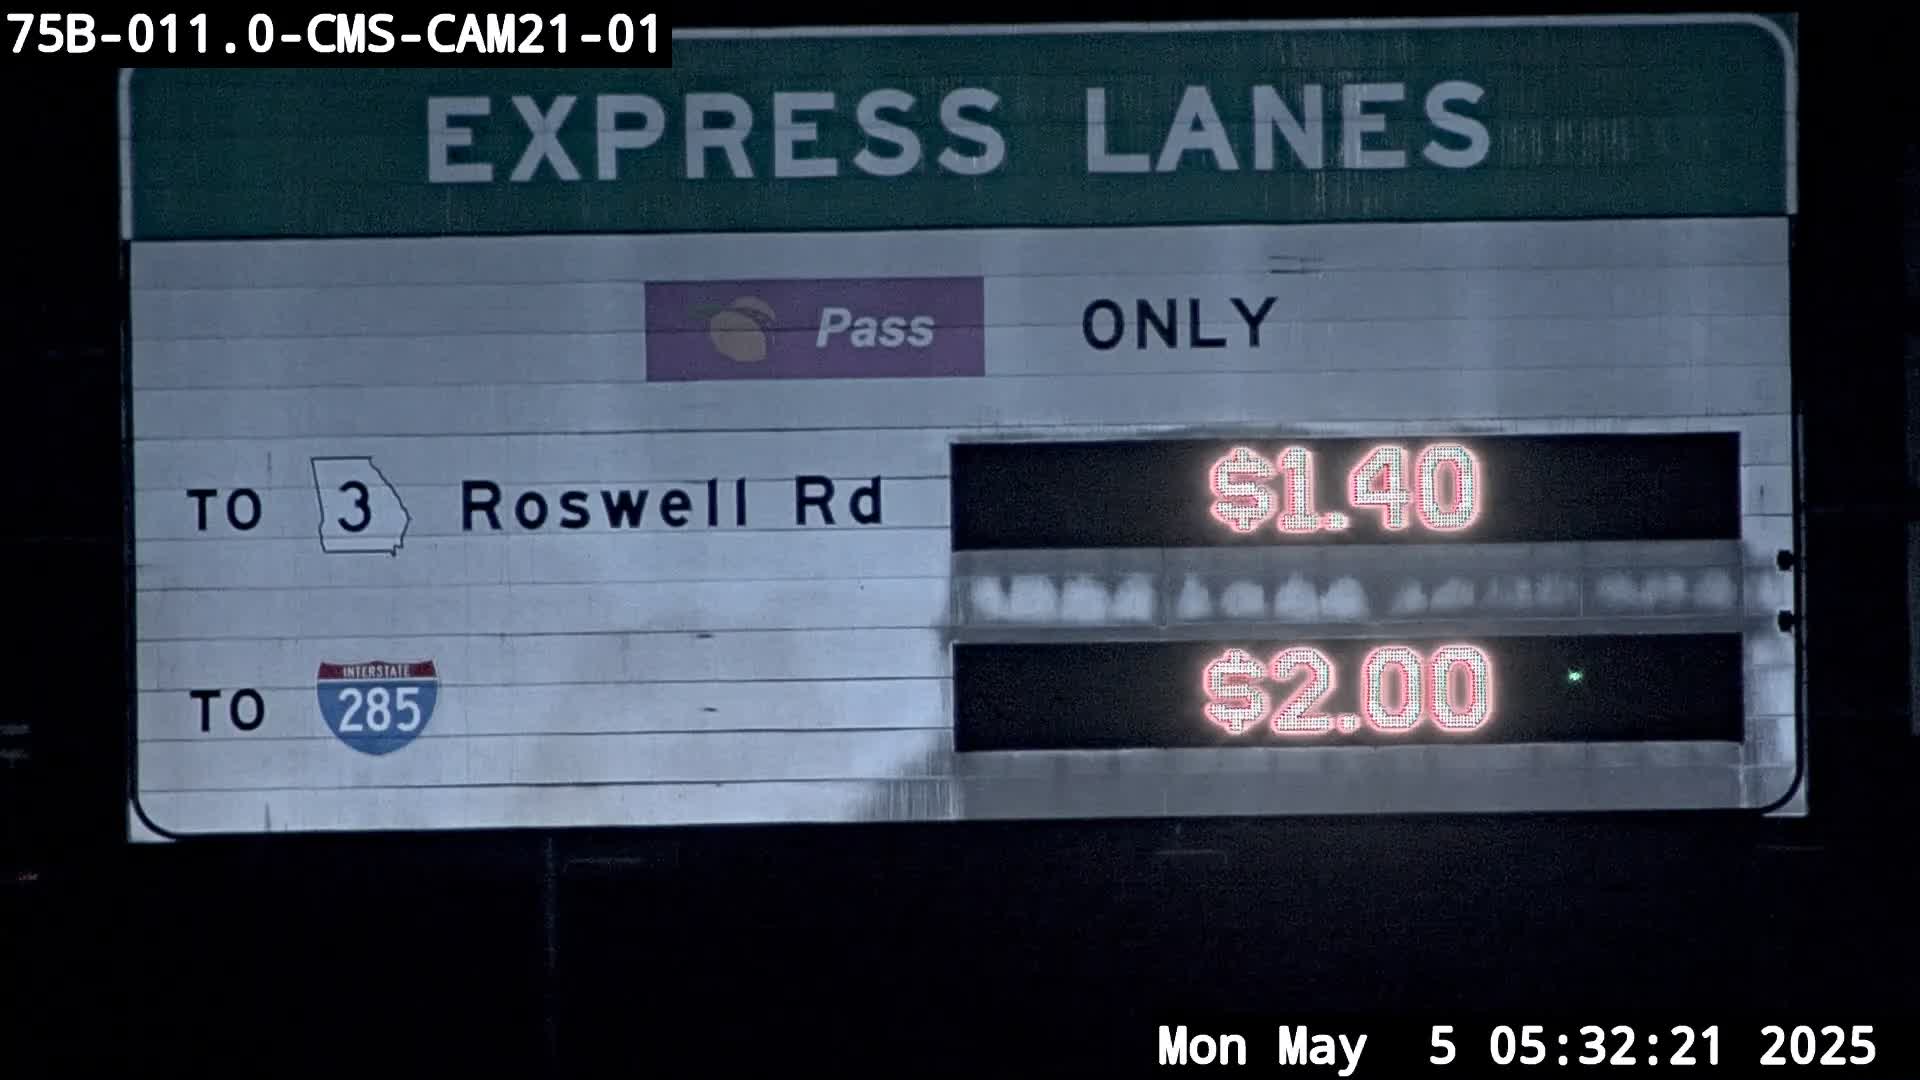 75B-011.0-CMS-CAM21-01
EXPRESS LANES
Pass ONLY
TO 3 Roswell Rd $1.40
INTERSTATE
TO 285 $2.00
Mon May 5 05:32:21 2025